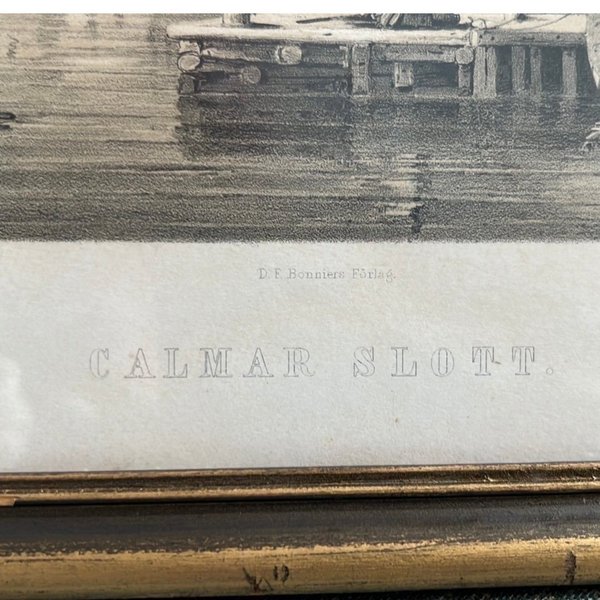 D. F. Bonniers Förlag.
CALMAR SLOTT.